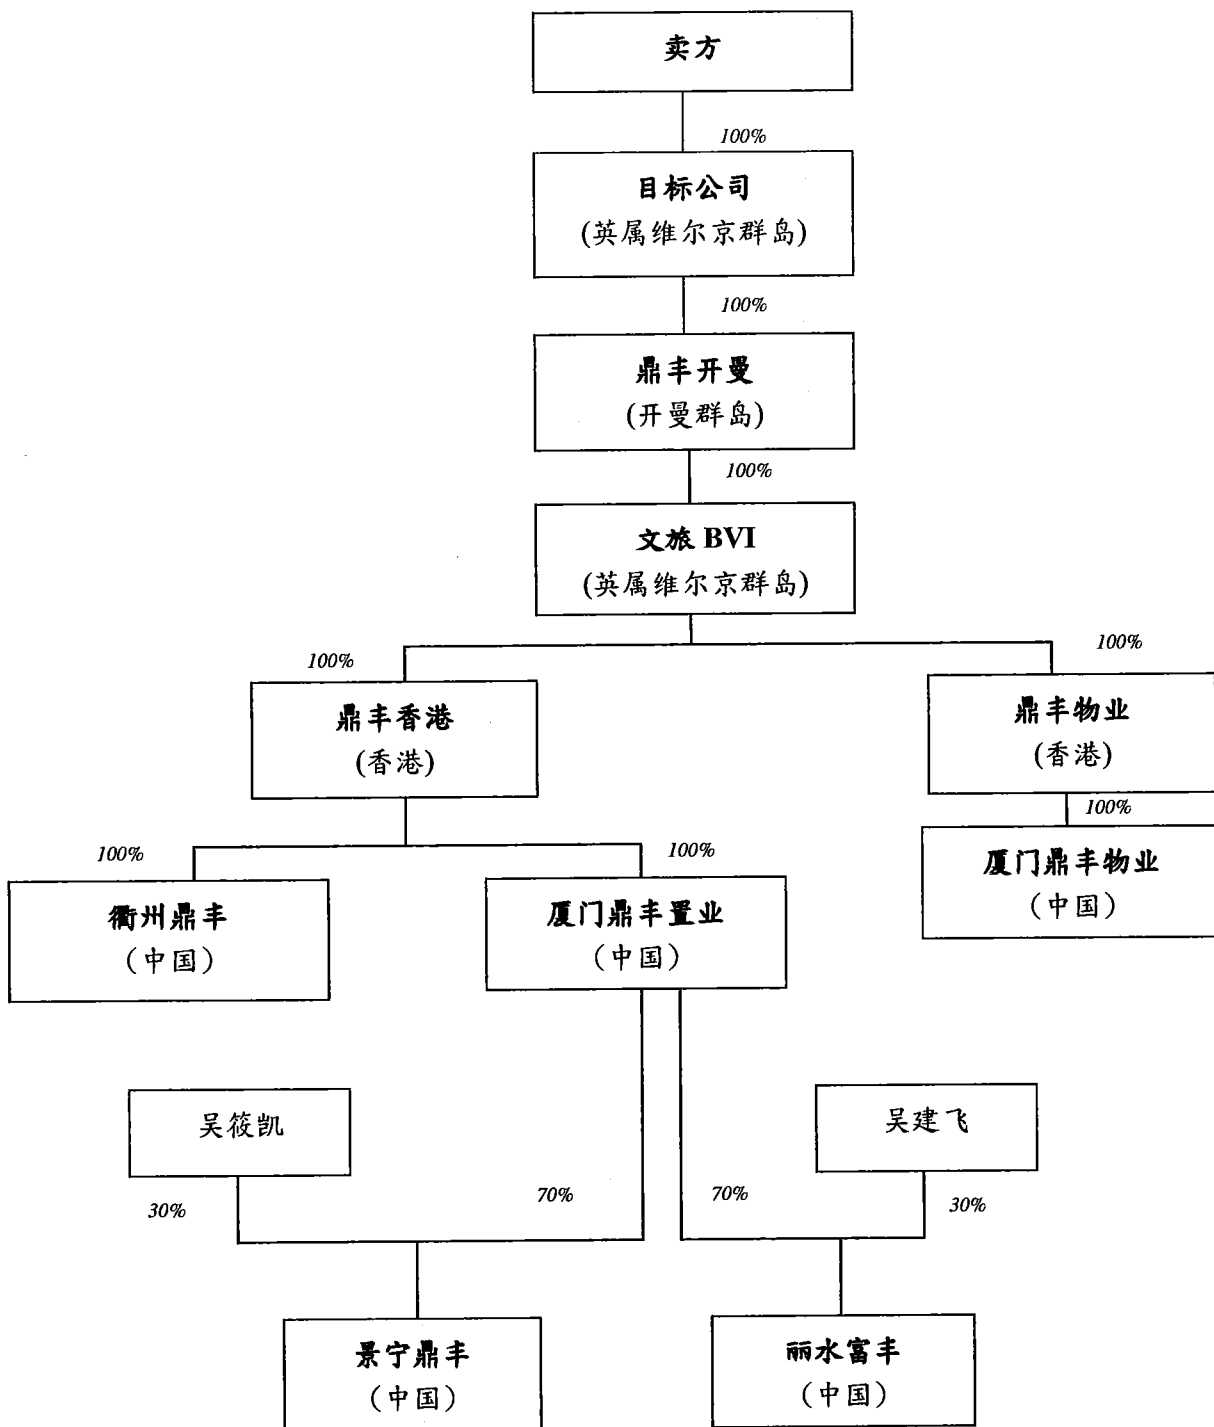 卖方
100%
目标公司
(英属维尔京群岛)
100%
鼎丰开曼
(开曼群岛)
100%
文旅 BVI
(英属维尔京群岛)
100%
100%
鼎丰香港
(香港)
鼎丰物业
(香港)
100%
100%
100%
厦门鼎丰物业
(中国)
衢州鼎丰
(中国)
厦门鼎丰置业
(中国)
吴筱凯
吴建飞
30%
70%
70%
30%
景宁鼎丰
(中国)
丽水富丰
(中国)